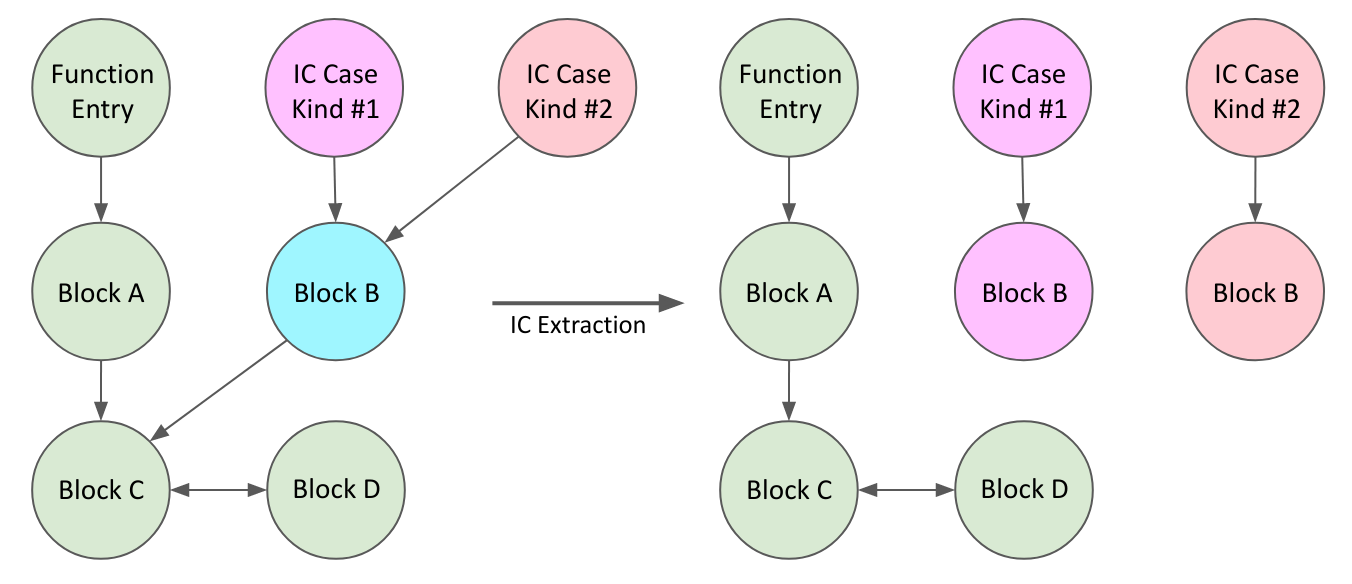 Function
Entry
IC Case
Kind #1
IC Case
Kind #2
Function
Entry
IC Case
Kind #1
IC Case
Kind #2
Block A
Block B
IC Extraction
Block A
Block B
Block B
Block C
Block D
Block C
Block D